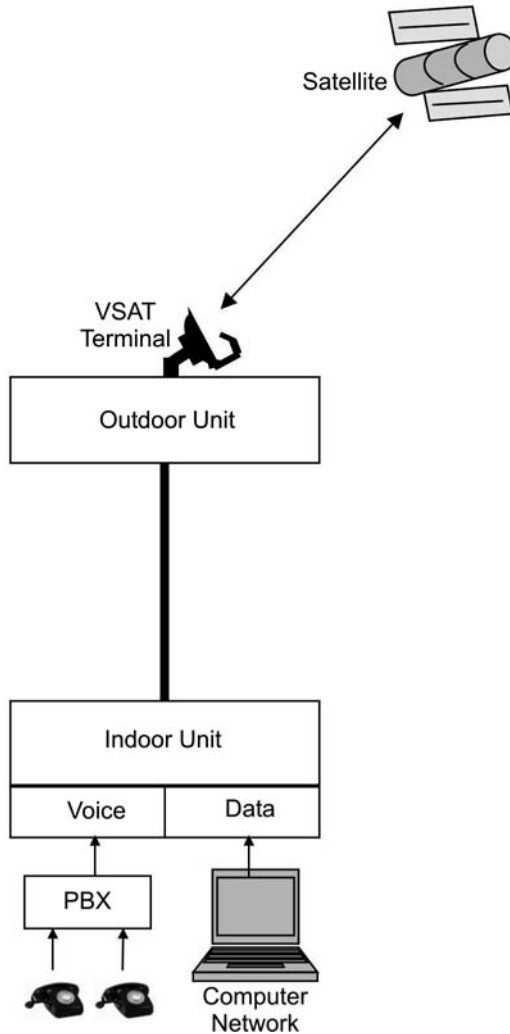 Satellite
VSAT
Terminal
Outdoor Unit
Indoor Unit
Voice
Data
PBX
Computer
Network